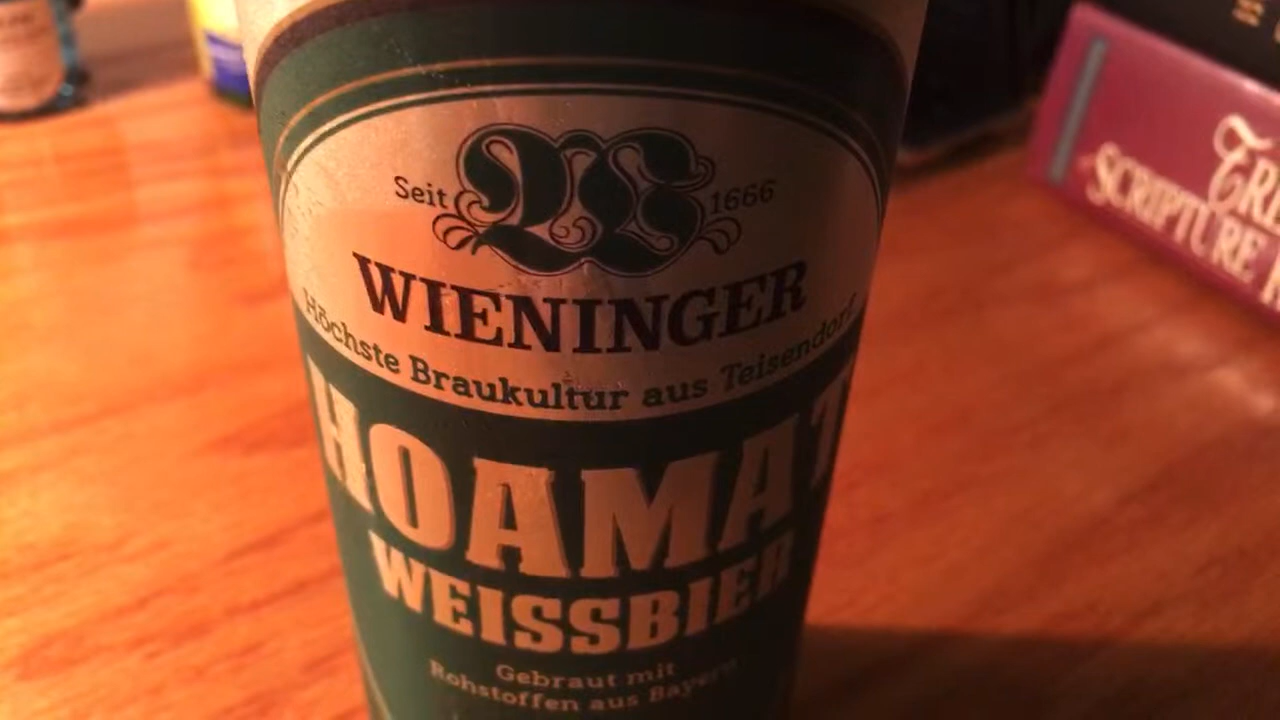 Seit 1666
WIENINGER
Höchste Braukultur aus Teisendorf
HOAMAT
WEISSBIER
Gebraut mit
Rohstoffen aus Bayern
SCRIPTURE